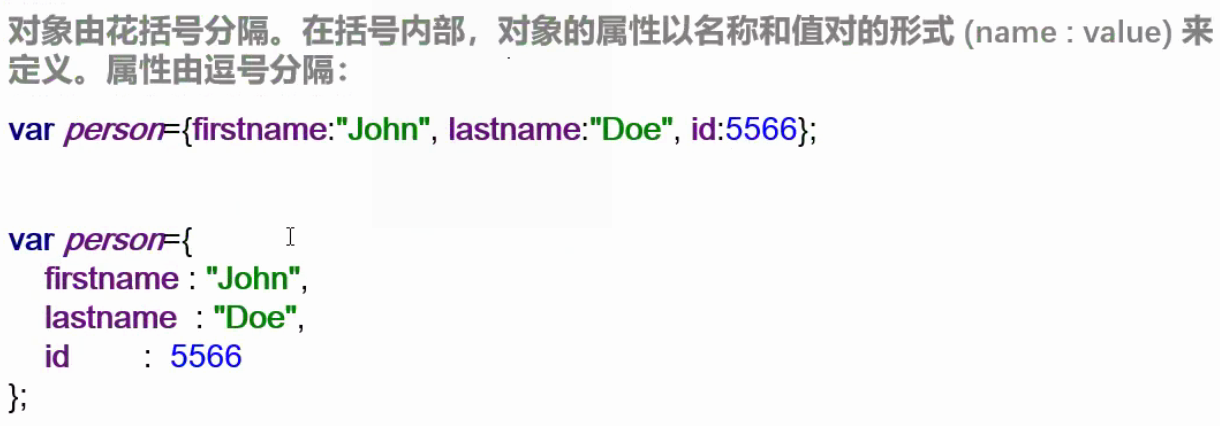 对象由花括号分隔。在括号内部，对象的属性以名称和值对的形式 (name : value) 来
定义。属性由逗号分隔：
var person={firstname:"John", lastname:"Doe", id:5566};
var person={
firstname : "John",
lastname : "Doe",
id : 5566
};